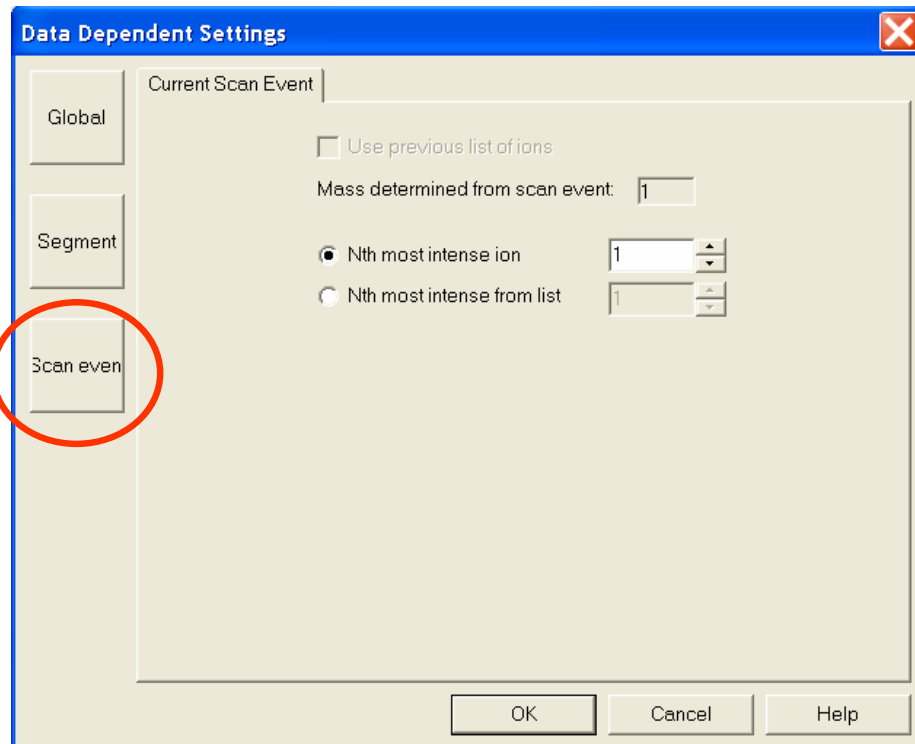 Data Dependent Settings
Global
Segment
Scan even
Current Scan Event
Use previous list of ions
Mass determined from scan event: 1
Nth most intense ion 1
Nth most intense from list 1
OK Cancel Help